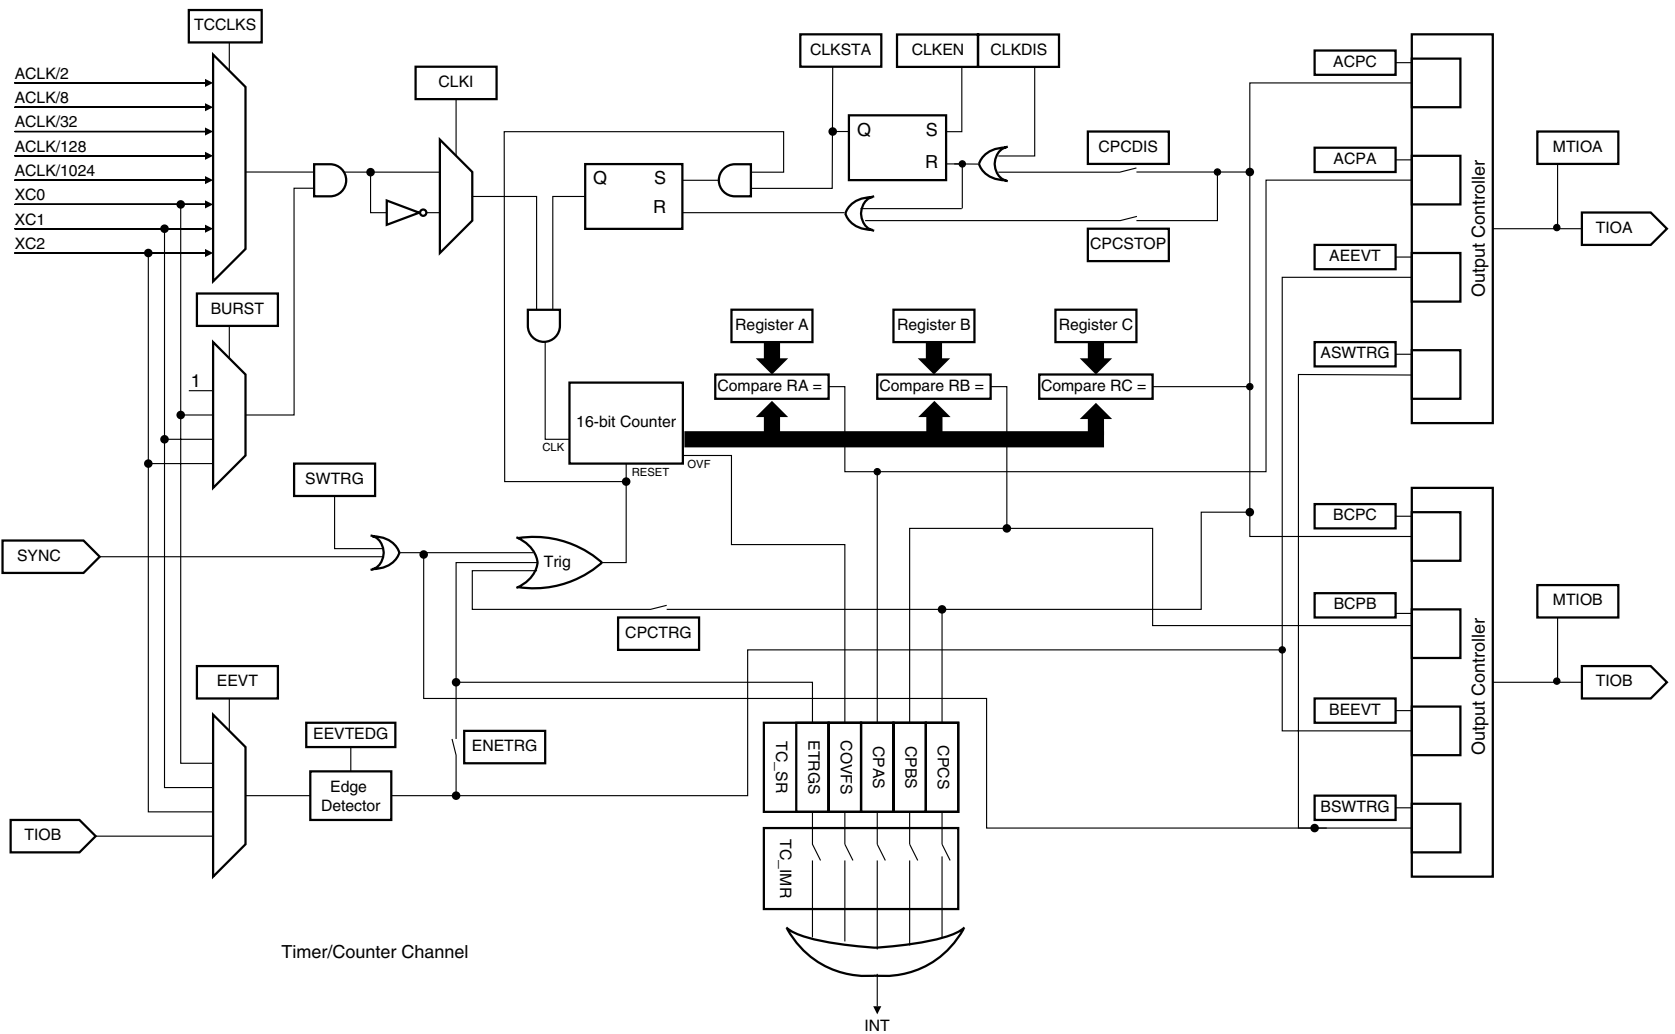 TCCLKS
ACLK/2
ACLK/8
ACLK/32
ACLK/128
ACLK/1024
XC0
XC1
XC2
CLKI
CLKSTA
CLKEN
CLKDIS
Q
S
R
Q
S
R
CPCDIS
CPCSTOP
BURST
1
Register A
Register B
Register C
Compare RA =
Compare RB =
Compare RC =
16-bit Counter
CLK
RESET
OVF
SWTRG
SYNC
Trig
CPCTRG
EEVT
EEVTEDG
Edge
Detector
ENETRG
TIOB
TC_SR
ETRGS
COVFS
CPAS
CPBS
CPCS
TC_IMR
INT
ACPC
ACPA
AEEVT
ASWTRG
Output Controller
MTIOA
TIOA
BCPC
BCPB
BEEVT
BSWTRG
Output Controller
MTIOB
TIOB
Timer/Counter Channel